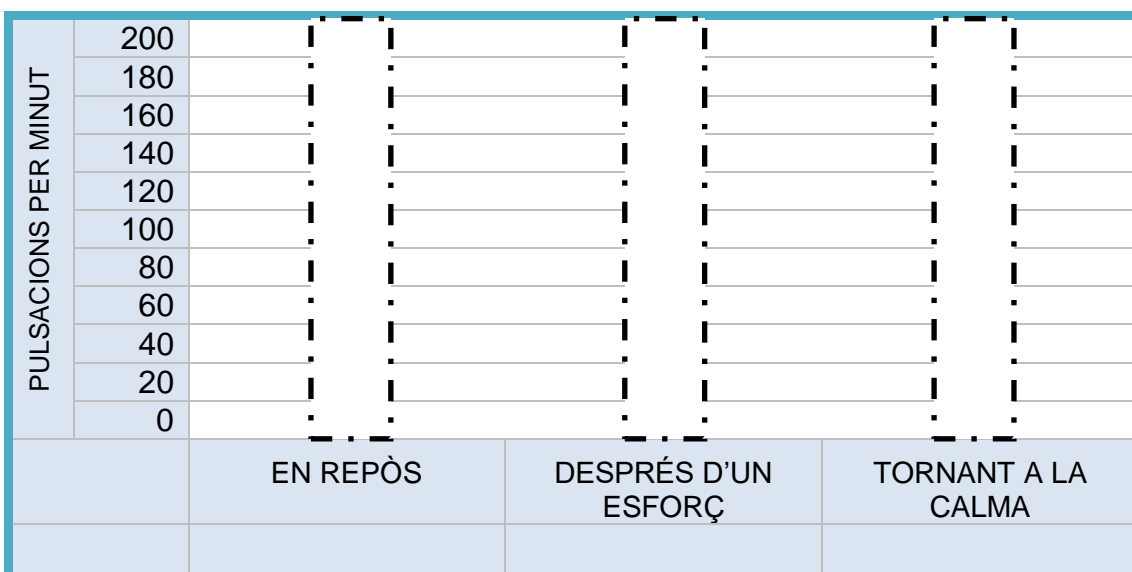 PULSACIONS PER MINUT
200
180
160
140
120
100
80
60
40
20
0
EN REPÒS
DESPRÉS D’UN
ESFORÇ
TORNANT A LA
CALMA